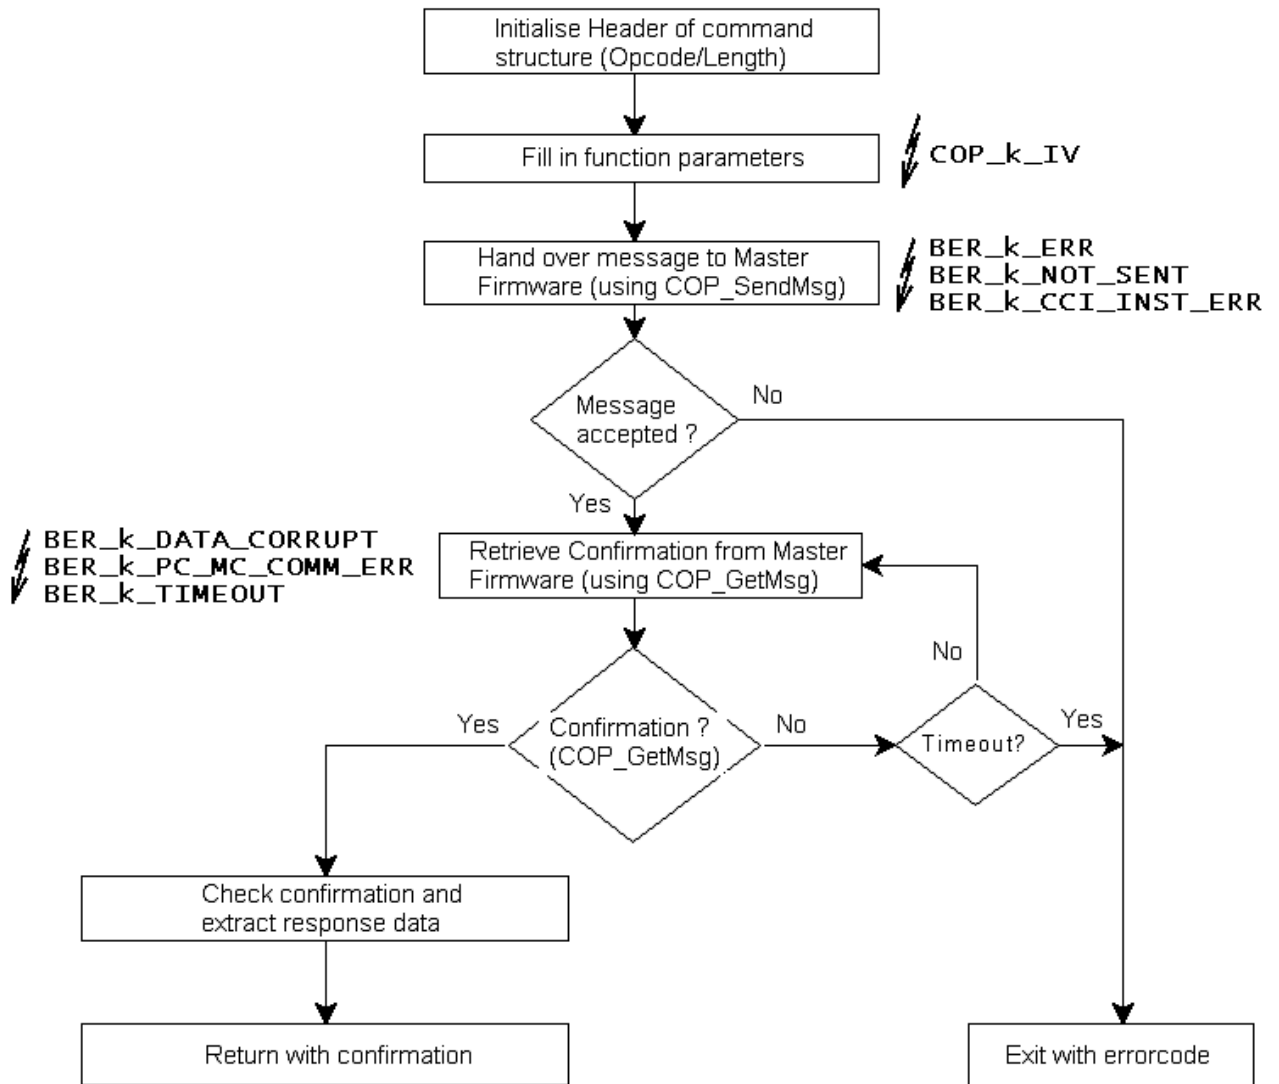 Initialise Header of command
structure (Opcode/Length)
Fill in function parameters
COP_k_IV
Hand over message to Master
Firmware (using COP_SendMsg)
BER_k_ERR
BER_k_NOT_SENT
BER_k_CCI_INST_ERR
No
Message
accepted ?
Yes
BER_k_DATA_CORRUPT
BER_k_PC_MC_COMM_ERR
BER_k_TIMEOUT
Retrieve Confirmation from Master
Firmware (using COP_GetMsg)
No
Yes
Confirmation ?
(COP_GetMsg)
No
Timeout?
Yes
Check confirmation and
extract response data
Return with confirmation
Exit with errorcode